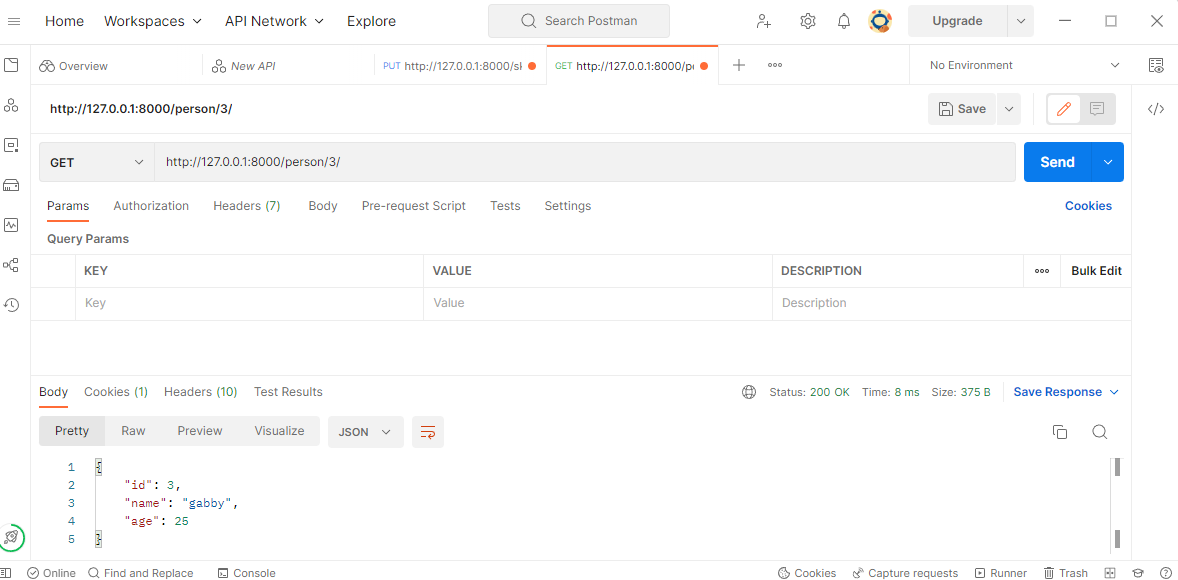 Home Workspaces API Network Explore Search Postman Upgrade
Overview New API PUT http://127.0.0.1:8000/sk GET http://127.0.0.1:8000/pe No Environment
http://127.0.0.1:8000/person/3/ Save
GET http://127.0.0.1:8000/person/3/ Send
Params Authorization Headers (7) Body Pre-request Script Tests Settings Cookies
Query Params
KEY VALUE DESCRIPTION Bulk Edit
Key Value Description
Body Cookies (1) Headers (10) Test Results Status: 200 OK Time: 8 ms Size: 375 B Save Response
Pretty Raw Preview Visualize JSON
1 {
2 "id": 3,
3 "name": "gabby",
4 "age": 25
5 }
Online Find and Replace Console Cookies Capture requests Runner Trash